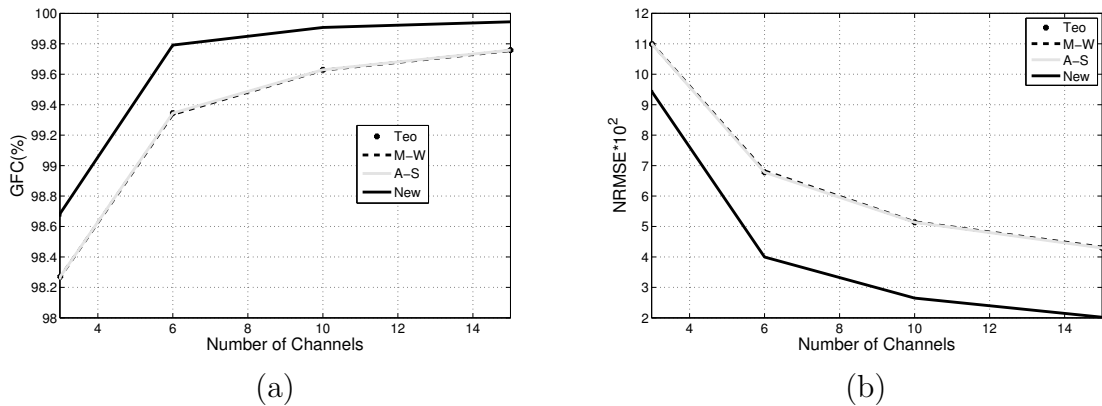 100
99.8
99.6
99.4
99.2
99
98.8
98.6
98.4
98.2
98
GFC(%)
4 6 8 10 12 14
Number of Channels
Teo
M-W
A-S
New
(a)
12
11
10
9
8
7
6
5
4
3
2
NRMSE*10^2
4 6 8 10 12 14
Number of Channels
Teo
M-W
A-S
New
(b)